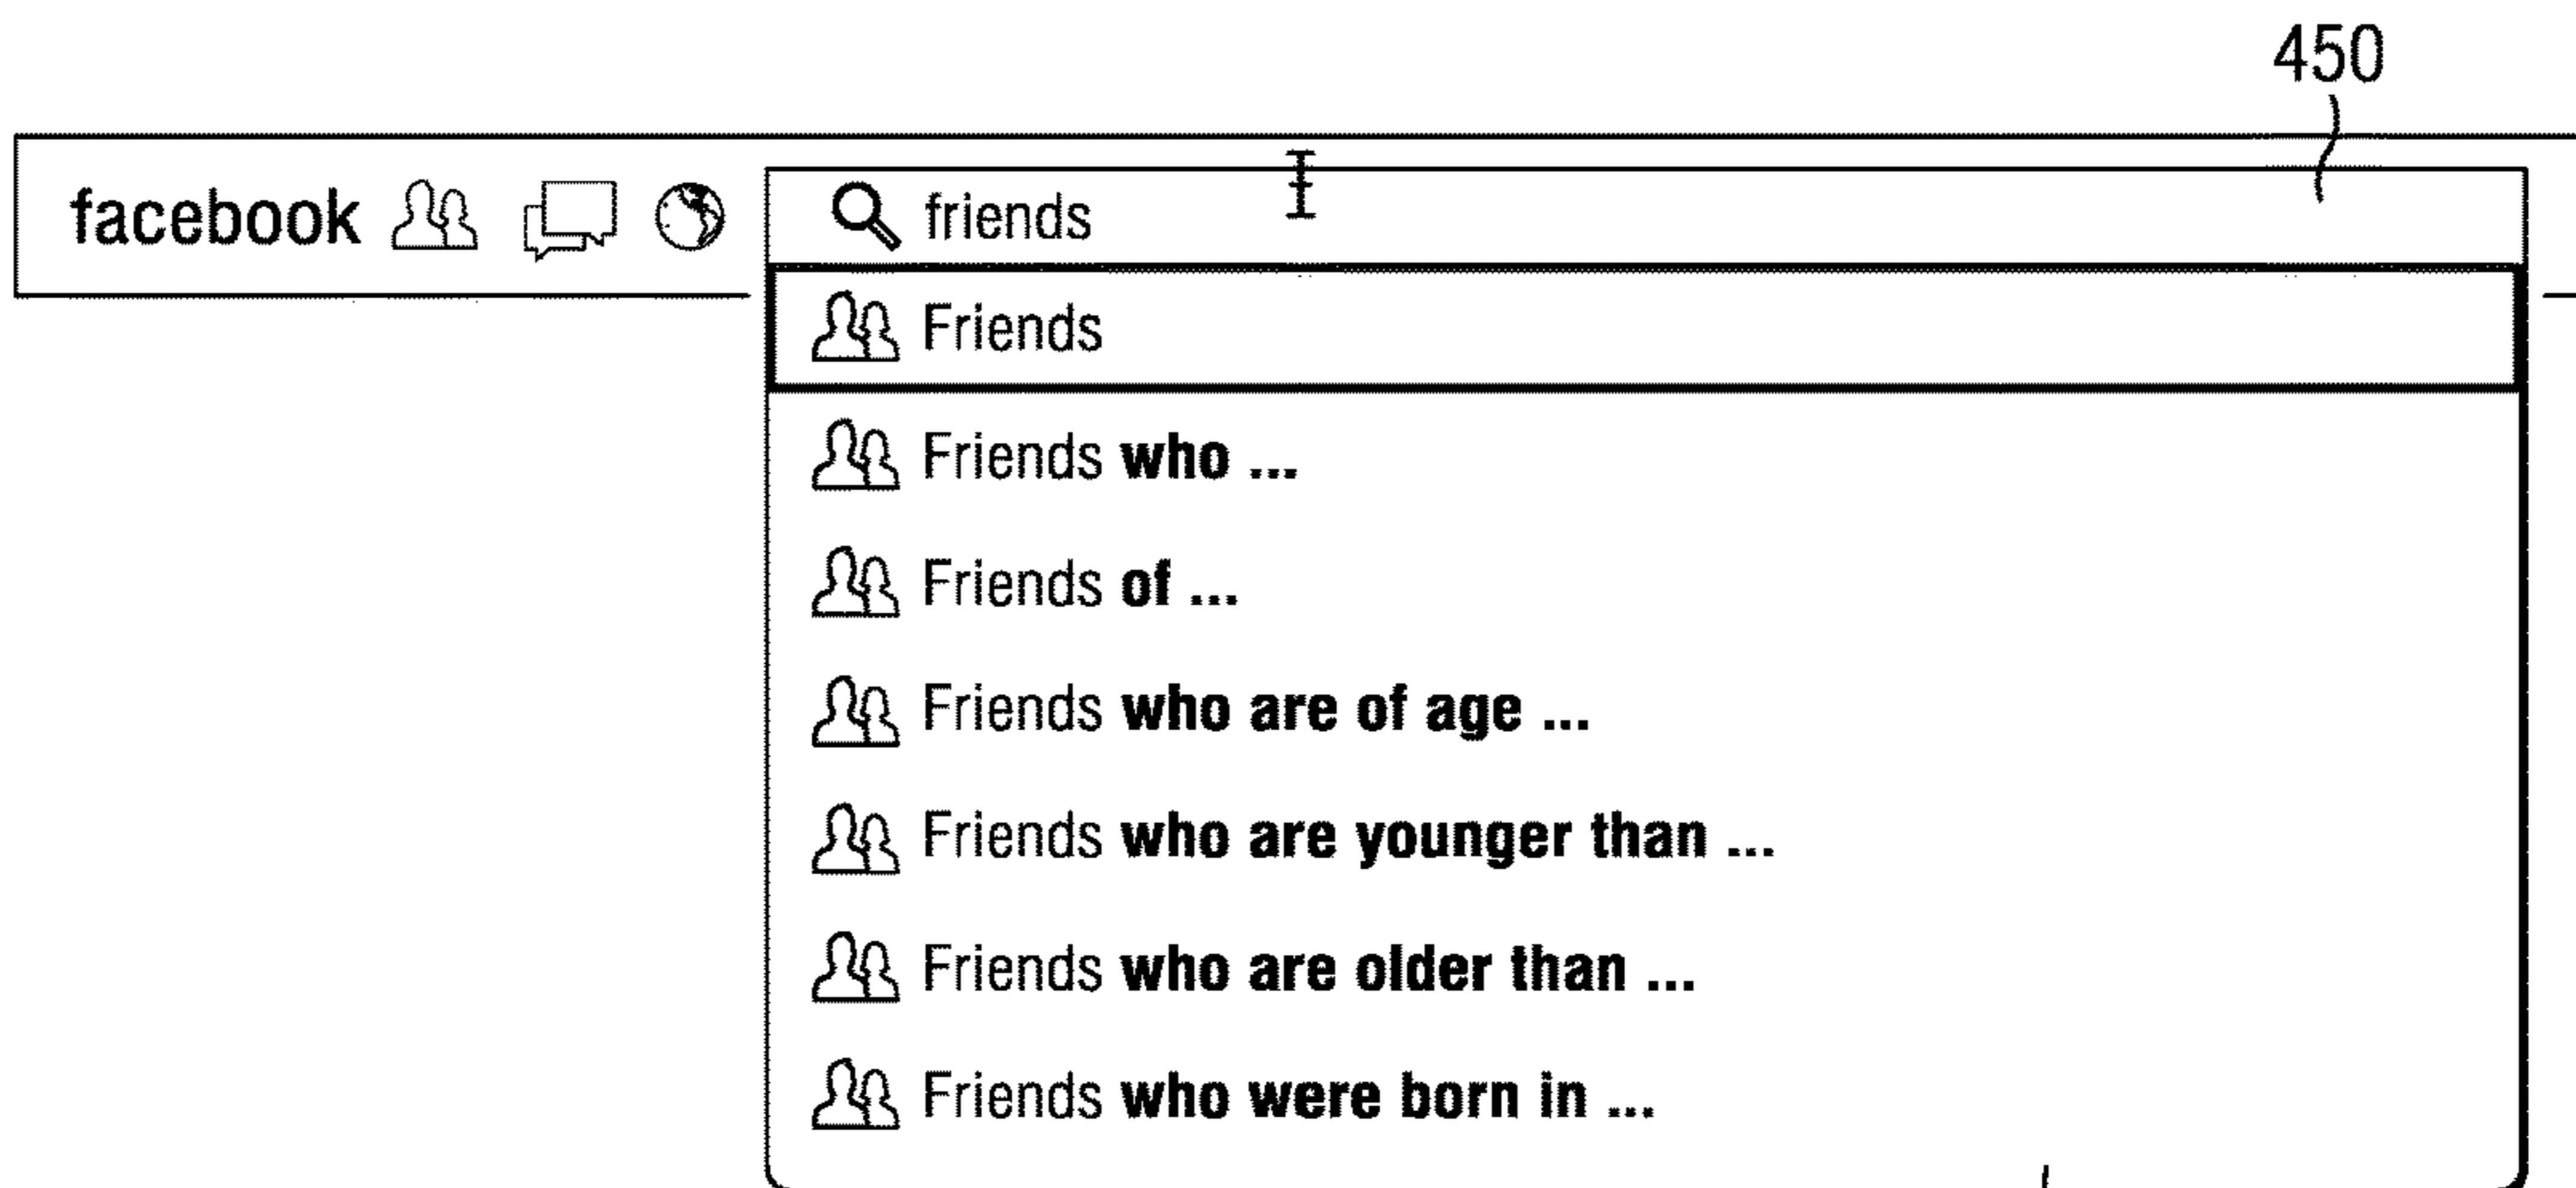 450
facebook friends
Friends
Friends who ...
Friends of ...
Friends who are of age ...
Friends who are younger than ...
Friends who are older than ...
Friends who were born in ...